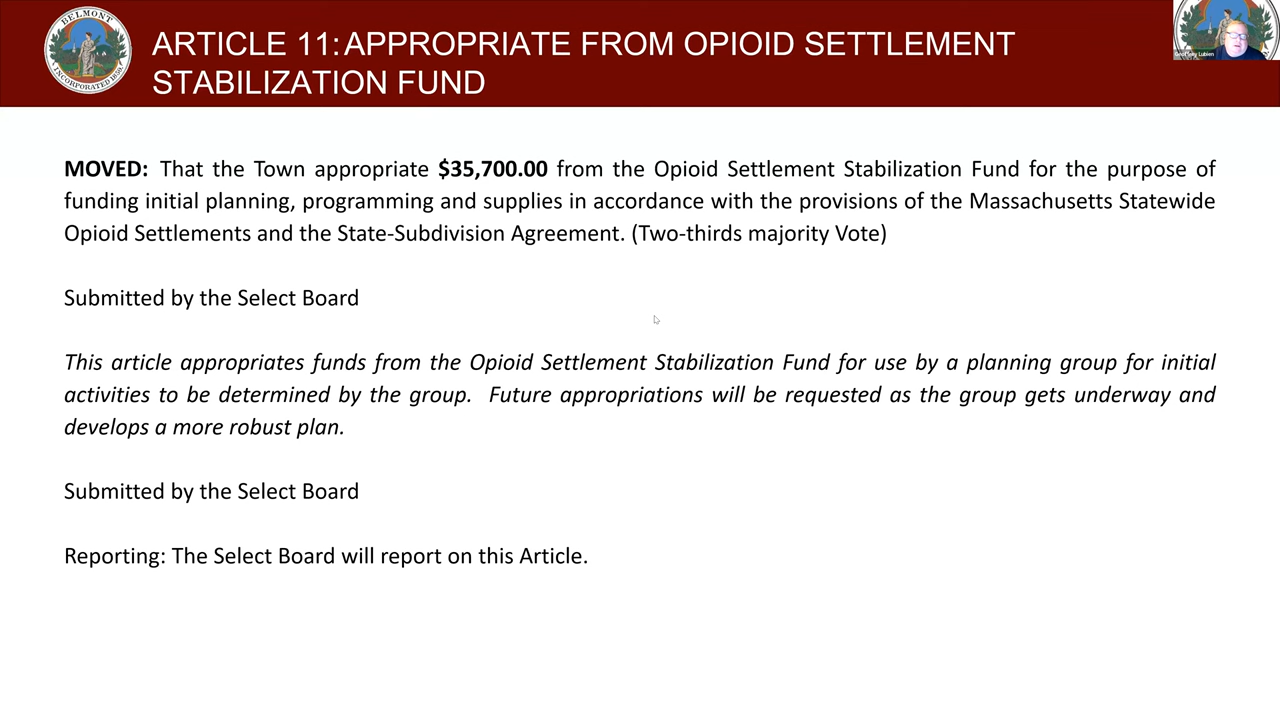 BELMONT
INCORPORATED 1859
ARTICLE 11: APPROPRIATE FROM OPIOID SETTLEMENT
STABILIZATION FUND
Lubien
MOVED: That the Town appropriate $35,700.00 from the Opioid Settlement Stabilization Fund for the purpose of
funding initial planning, programming and supplies in accordance with the provisions of the Massachusetts Statewide
Opioid Settlements and the State-Subdivision Agreement. (Two-thirds majority Vote)
Submitted by the Select Board
This article appropriates funds from the Opioid Settlement Stabilization Fund for use by a planning group for initial
activities to be determined by the group. Future appropriations will be requested as the group gets underway and
develops a more robust plan.
Submitted by the Select Board
Reporting: The Select Board will report on this Article.